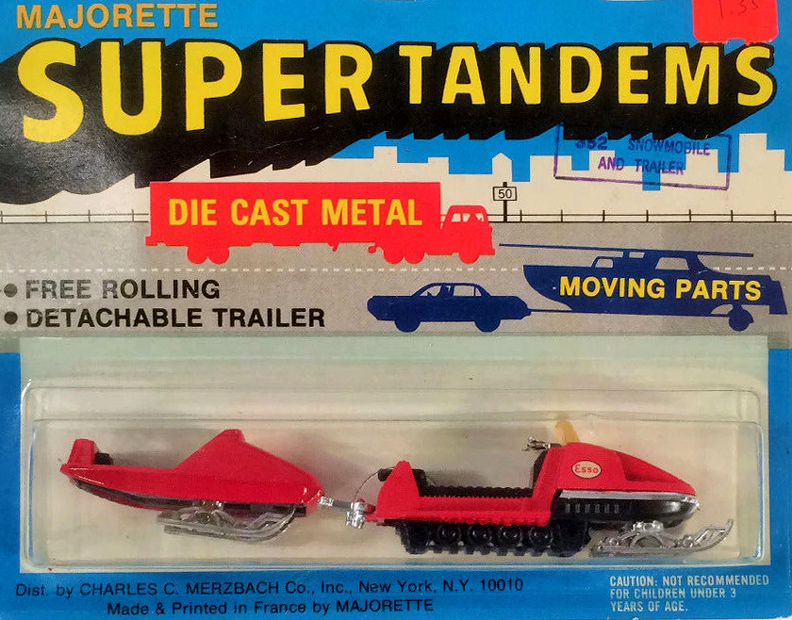 MAJORETTE
1.33
SUPER TANDEMS
352 SNOWMOBILE
AND TRAILER
50
DIE CAST METAL
• FREE ROLLING
• DETACHABLE TRAILER
MOVING PARTS
Esso
Dist. by CHARLES C. MERZBACH Co., Inc., New York, N.Y. 10010
Made & Printed in France by MAJORETTE
CAUTION: NOT RECOMMENDED
FOR CHILDREN UNDER 3
YEARS OF AGE.